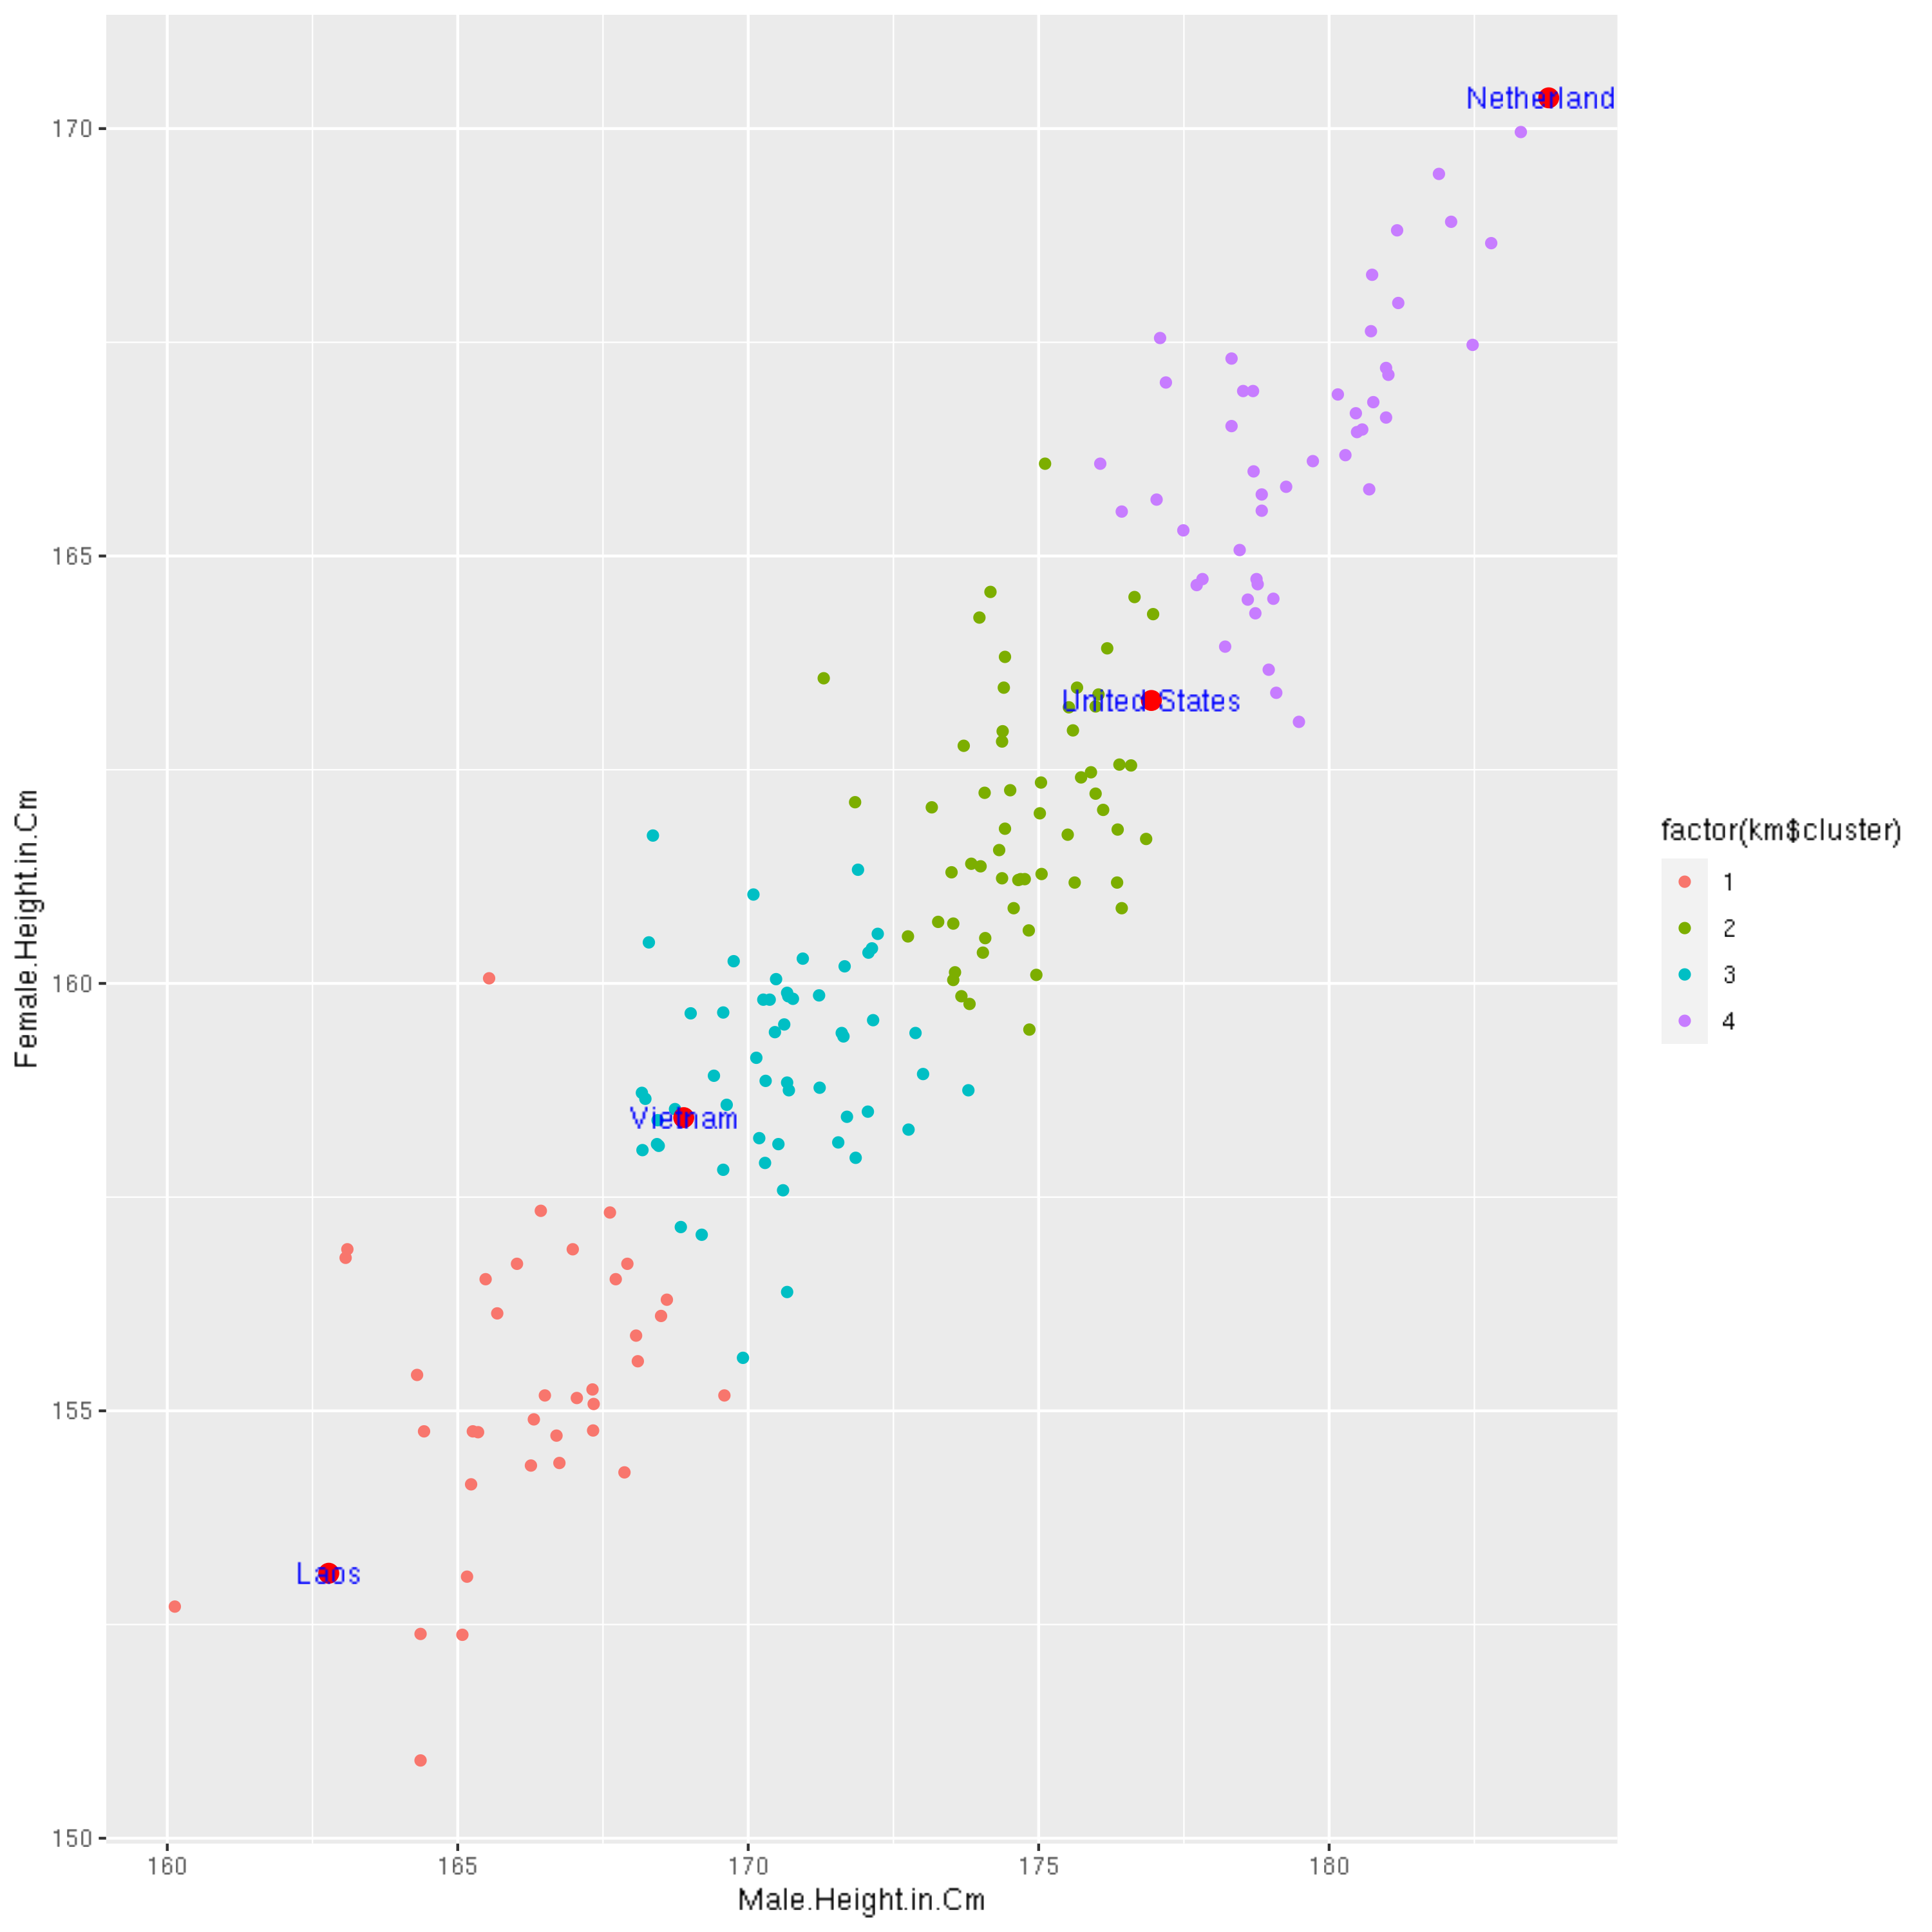 Netherland
170
165
United States
Female.Height.in.Cm
factor(km$cluster)
1
2
3
4
160
Vietnam
155
Laos
150
160
165
170
175
180
Male.Height.in.Cm